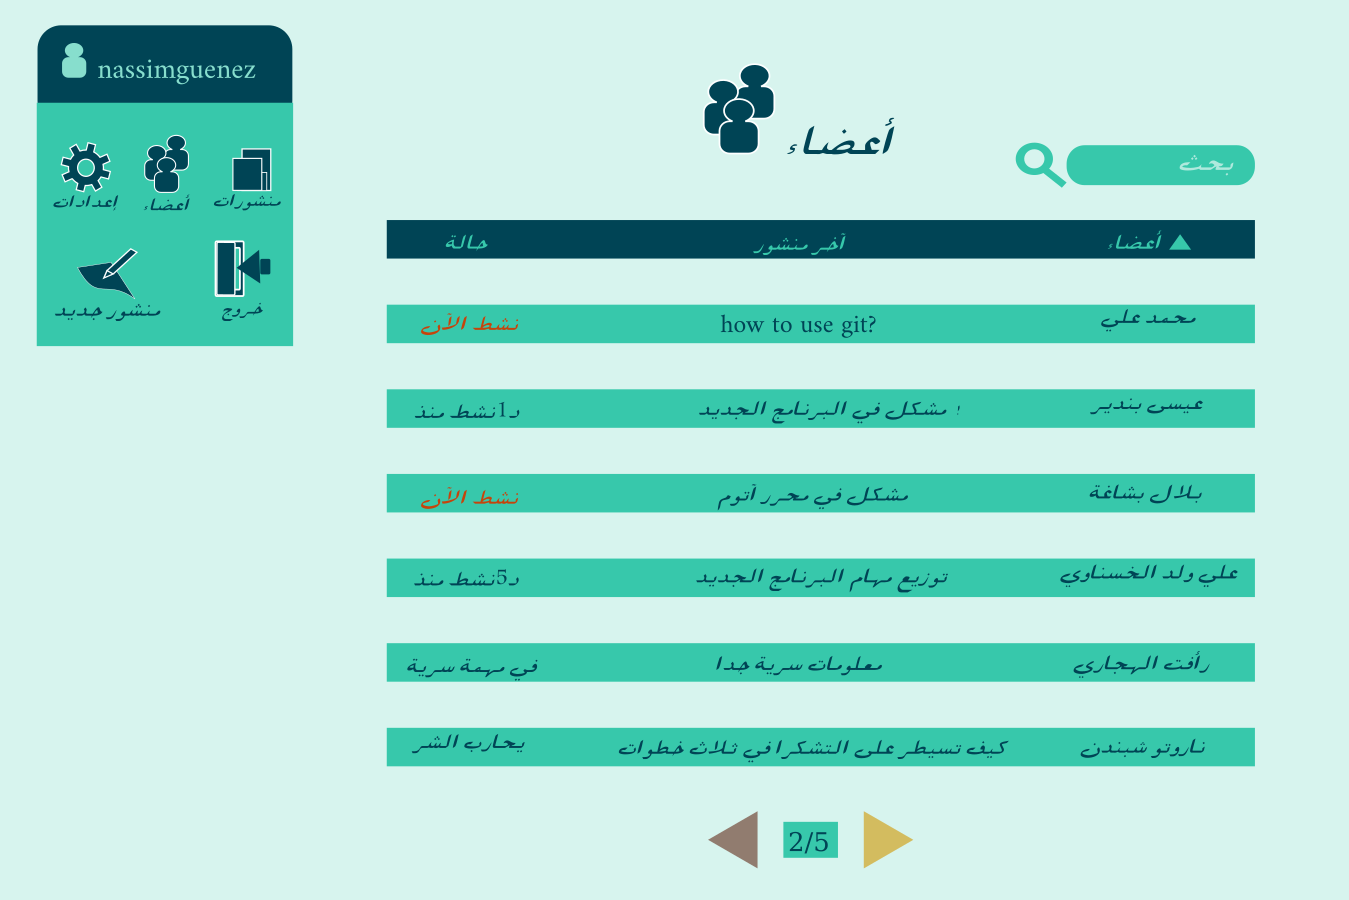 nassimguenez
منشورات
أعضاء
إعدادات
خروج
منشور جديد
أعضاء
بحث
أعضاء
آخر منشور
حالة
محمد علي
how to use git?
نشط الآن
عيسى بندير
مشكل في البرنامج الجديد !
نشط منذ 1د
بلال بشاغة
مشكل في محرر آتوم
نشط الآن
علي ولد الخسناوي
توزيع مهام البرنامج الجديد
نشط منذ 5د
رأفت الهجاري
معلومات سرية جدا
في مهمة سرية
ناروتو شبندن
كيف تسيطر على التشكرا في ثلاث خطوات
يحارب الشر
2/5